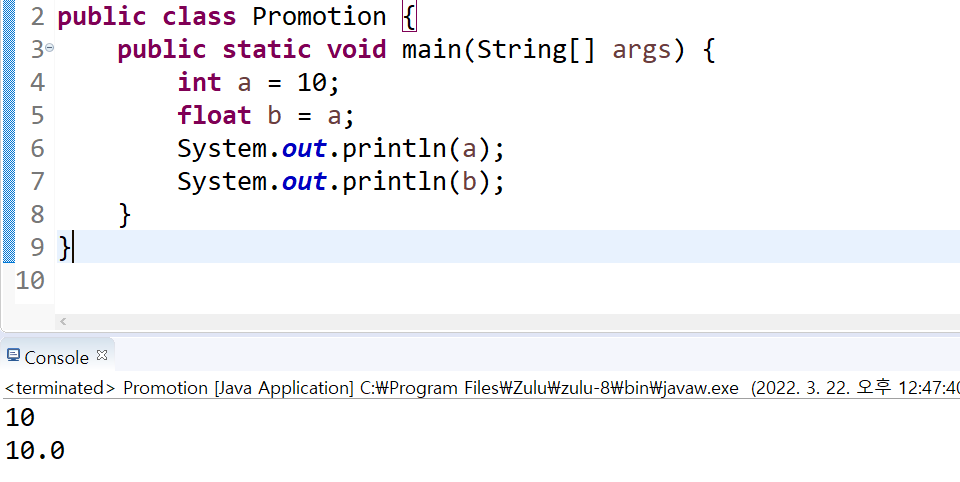 2 public class Promotion {
3 public static void main(String[] args) {
4 int a = 10;
5 float b = a;
6 System.out.println(a);
7 System.out.println(b);
8 }
9 }
10
Console
<terminated> Promotion [Java Application] C:₩Program Files₩Zulu₩zulu-8₩bin₩javaw.exe (2022. 3. 22. 오후 12:47:40
10
10.0